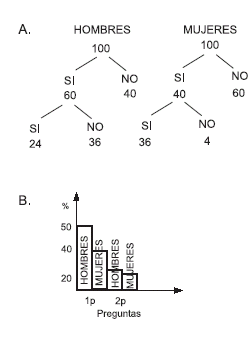 A.
HOMBRES MUJERES
100 100
SI NO SI NO
60 40 40 60
SI NO SI NO
24 36 36 4
B.
%
50
40
20
HOMBRES MUJERES HOMBRES MUJERES
1p 2p
Preguntas